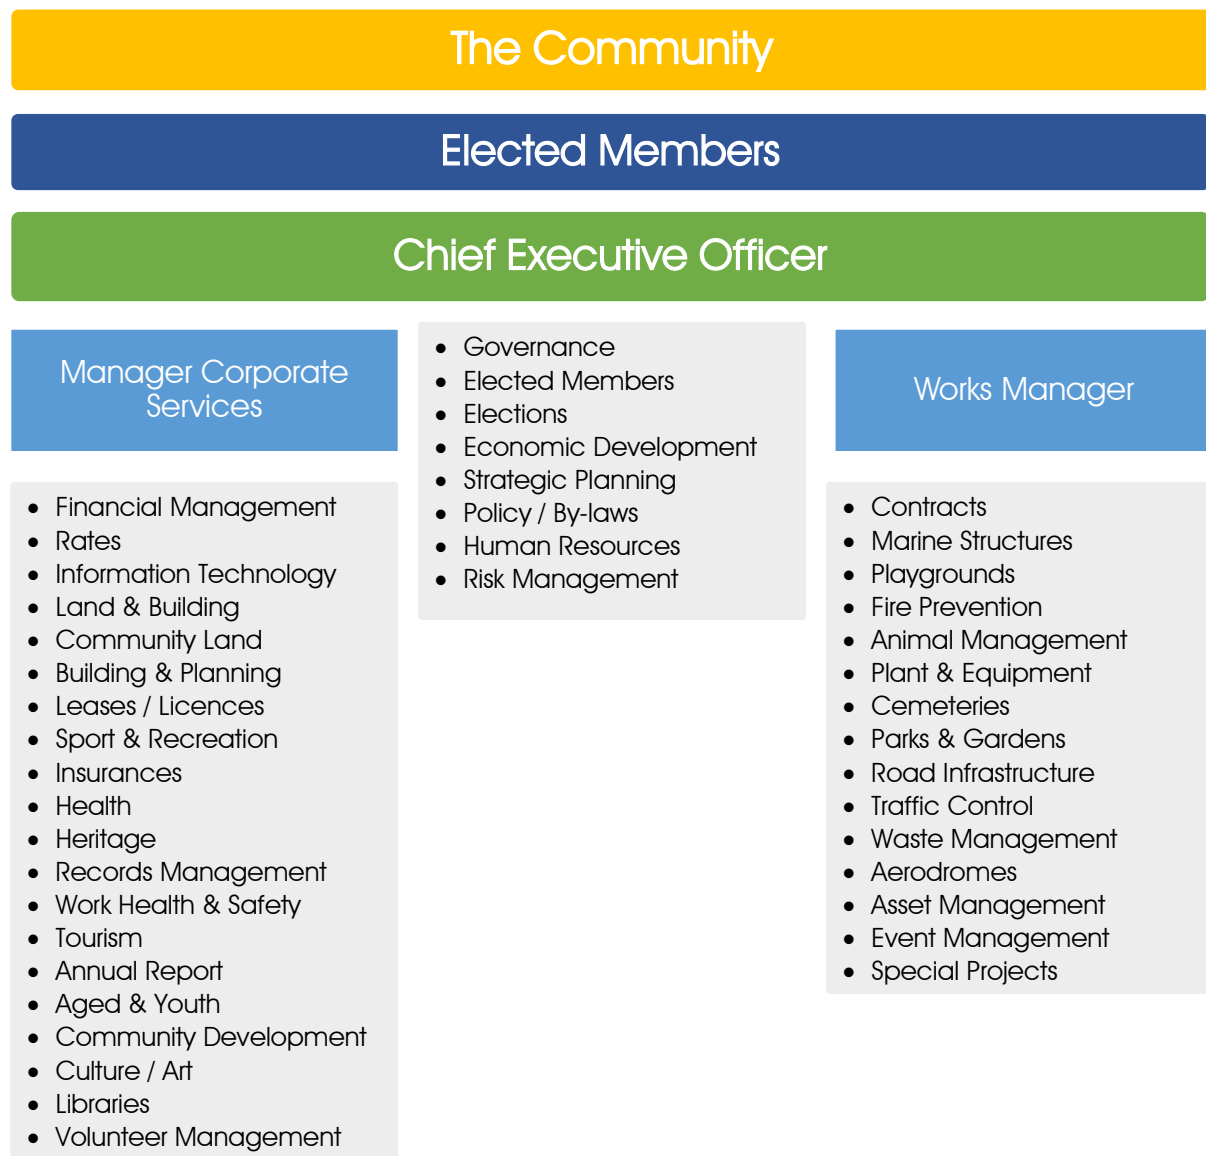 The Community
Elected Members
Chief Executive Officer
Manager Corporate
Services
• Financial Management
• Rates
• Information Technology
• Land & Building
• Community Land
• Building & Planning
• Leases / Licences
• Sport & Recreation
• Insurances
• Health
• Heritage
• Records Management
• Work Health & Safety
• Tourism
• Annual Report
• Aged & Youth
• Community Development
• Culture / Art
• Libraries
• Volunteer Management
• Governance
• Elected Members
• Elections
• Economic Development
• Strategic Planning
• Policy / By-laws
• Human Resources
• Risk Management
Works Manager
• Contracts
• Marine Structures
• Playgrounds
• Fire Prevention
• Animal Management
• Plant & Equipment
• Cemeteries
• Parks & Gardens
• Road Infrastructure
• Traffic Control
• Waste Management
• Aerodromes
• Asset Management
• Event Management
• Special Projects